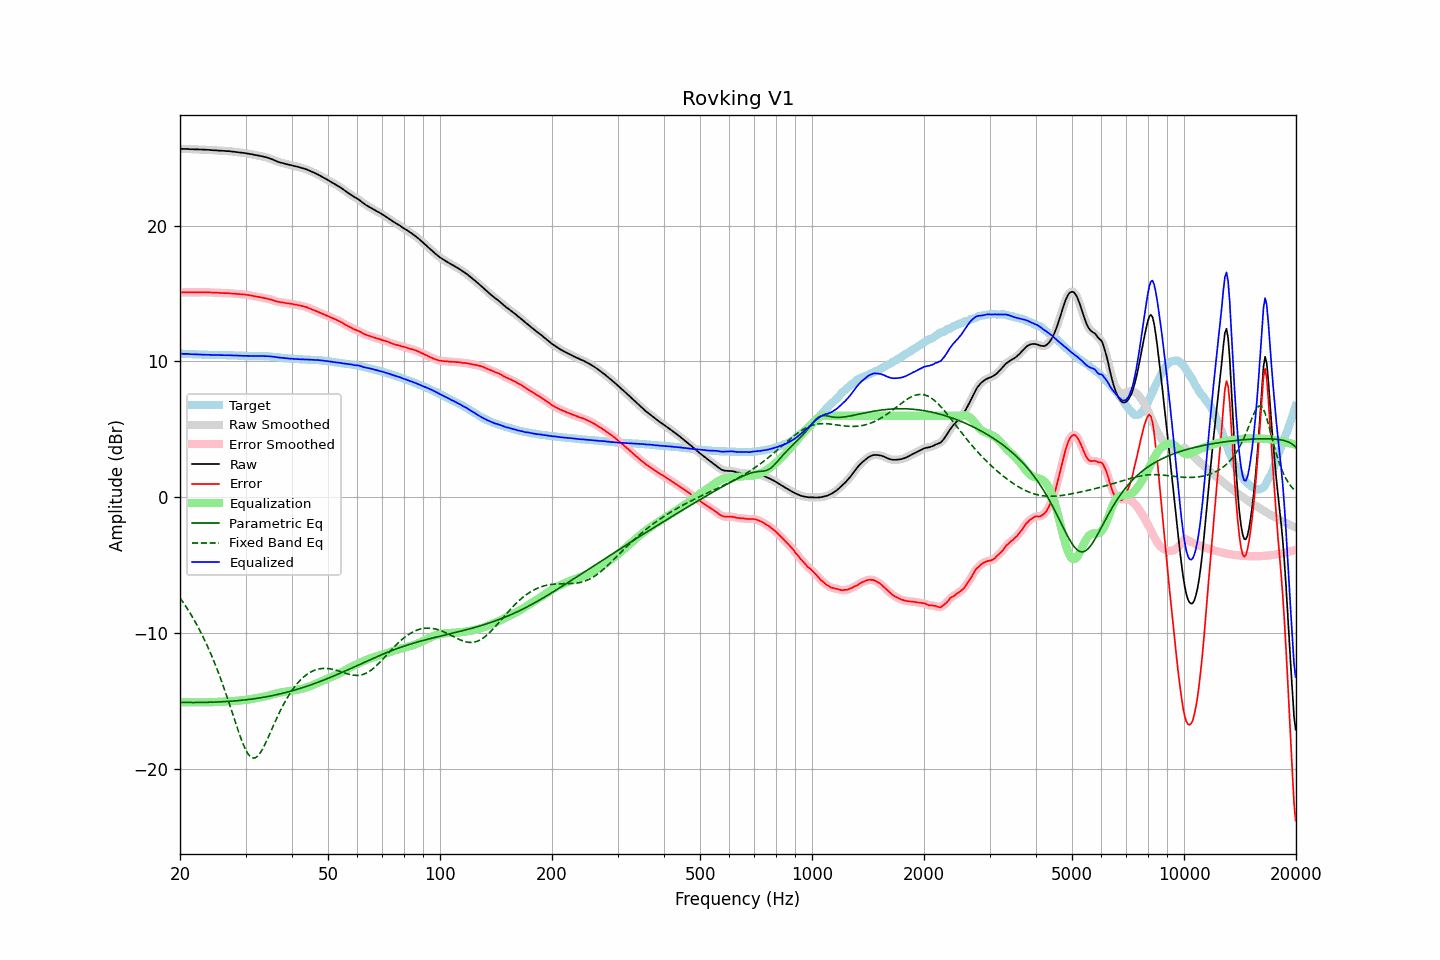 Rovking V1
Amplitude (dBr)
20
10
0
−10
−20
Target
Raw Smoothed
Error Smoothed
Raw
Error
Equalization
Parametric Eq
Fixed Band Eq
Equalized
20 50 100 200 500 1000 2000 5000 10000 20000
Frequency (Hz)